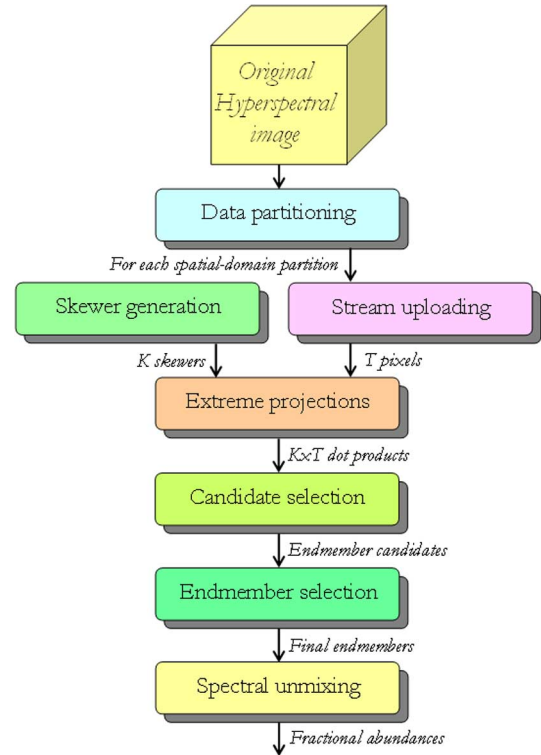 Original
Hyperspectral
image
Data partitioning
For each spatial-domain partition
Skewer generation
Stream uploading
K skewers
T pixels
Extreme projections
KxT dot products
Candidate selection
Endmember candidates
Endmember selection
Final endmembers
Spectral unmixing
Fractional abundances